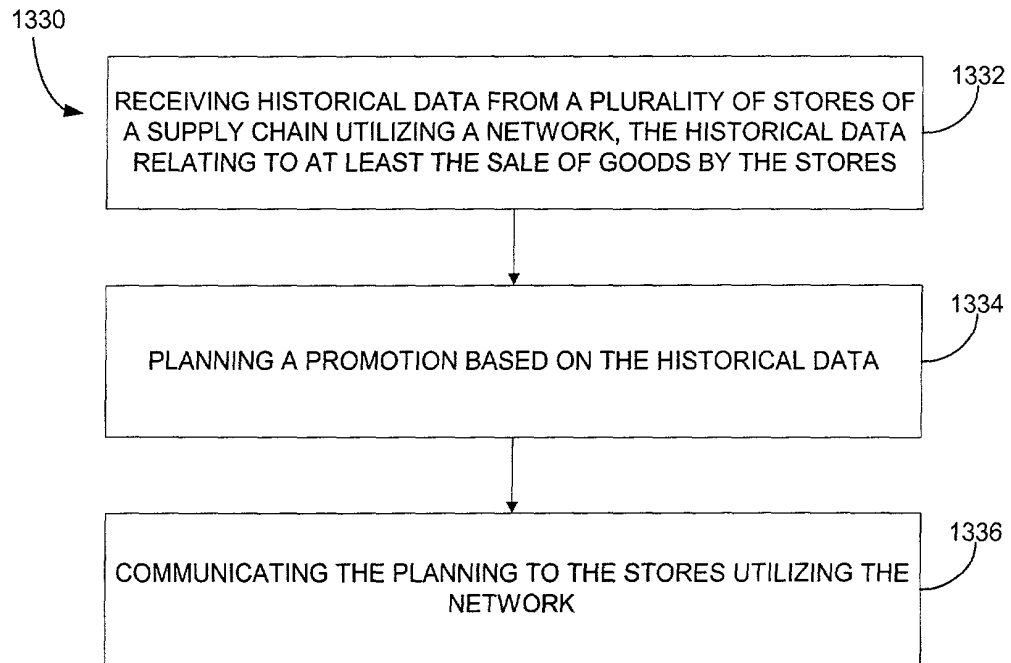 1330
1332
RECEIVING HISTORICAL DATA FROM A PLURALITY OF STORES OF
A SUPPLY CHAIN UTILIZING A NETWORK, THE HISTORICAL DATA
RELATING TO AT LEAST THE SALE OF GOODS BY THE STORES
1334
PLANNING A PROMOTION BASED ON THE HISTORICAL DATA
1336
COMMUNICATING THE PLANNING TO THE STORES UTILIZING THE
NETWORK